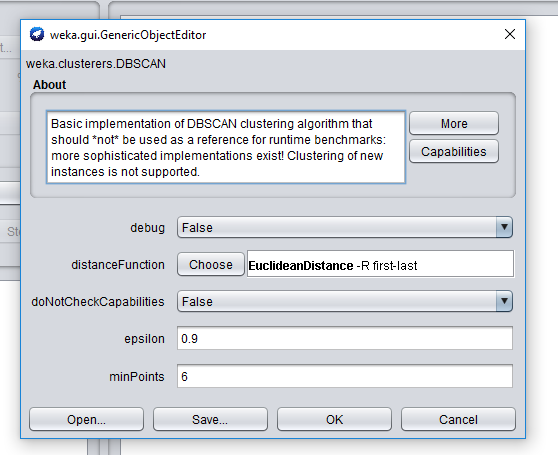 weka.gui.GenericObjectEditor
weka.clusterers.DBSCAN
About
Basic implementation of DBSCAN clustering algorithm that
should *not* be used as a reference for runtime benchmarks:
more sophisticated implementations exist! Clustering of new
instances is not supported.
More
Capabilities
debug False
distanceFunction Choose EuclideanDistance -R first-last
doNotCheckCapabilities False
epsilon 0.9
minPoints 6
Open... Save... OK Cancel